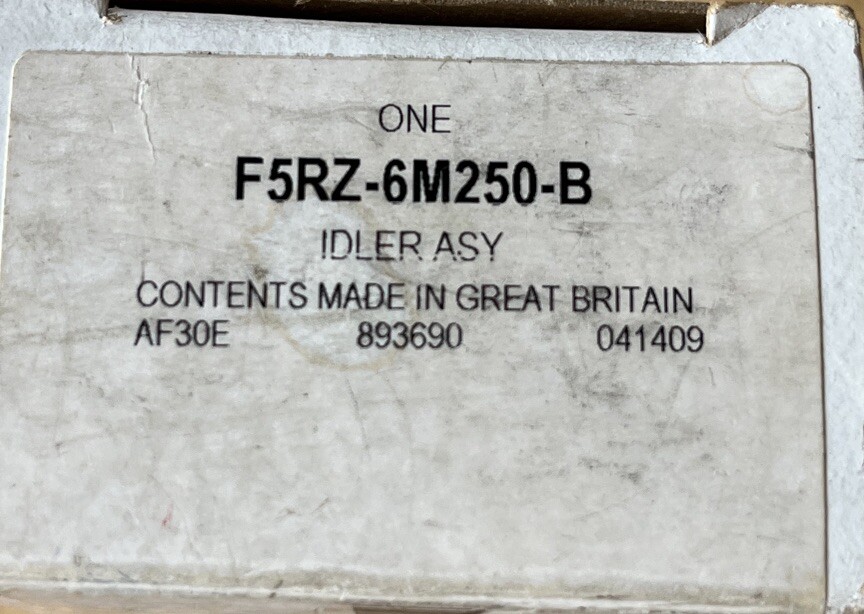 ONE
F5RZ-6M250-B
IDLER ASY
CONTENTS MADE IN GREAT BRITAIN
AF30E 893690 041409